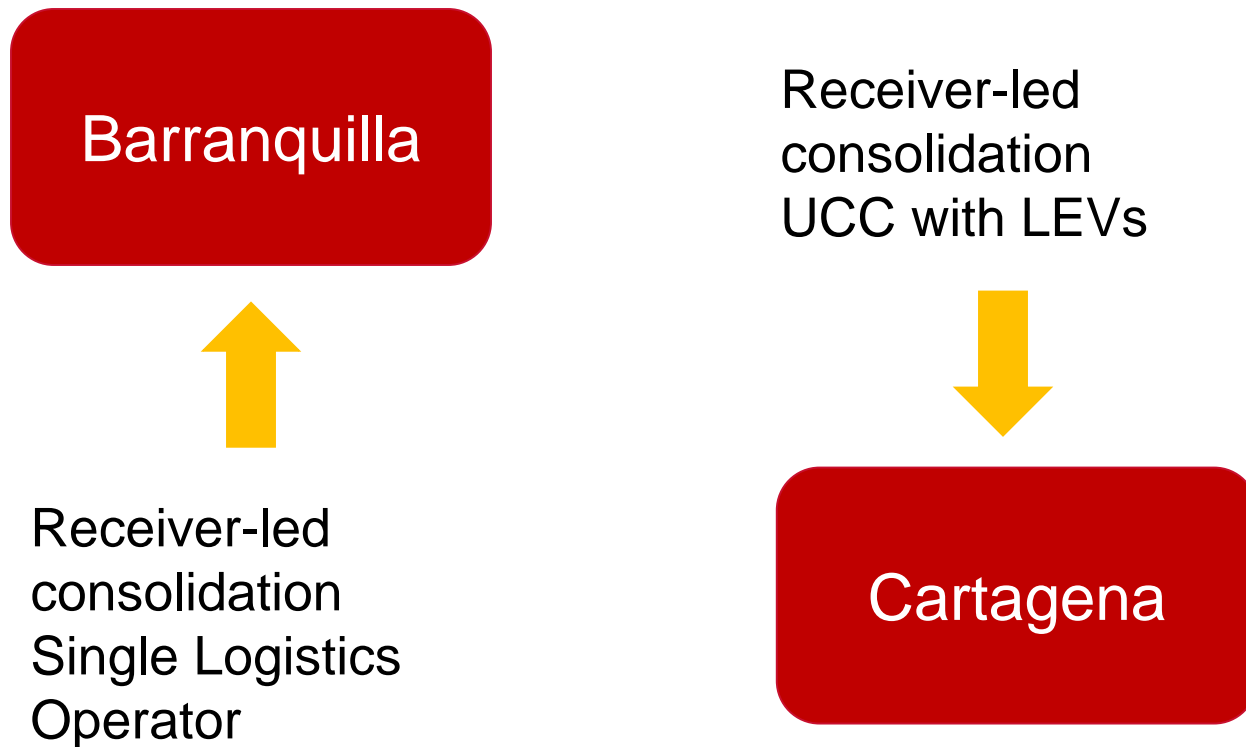 Barranquilla
Receiver-led
consolidation
Single Logistics
Operator
Receiver-led
consolidation
UCC with LEVs
Cartagena